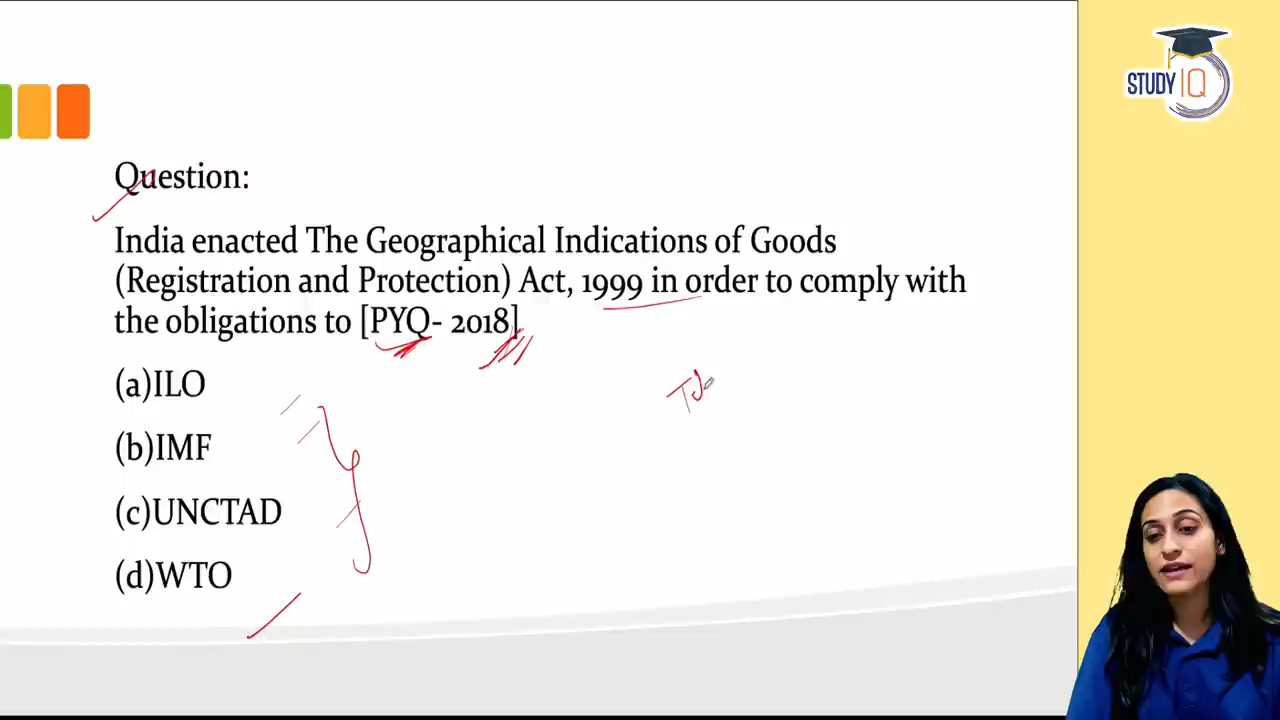 STUDY IQ
Question:
India enacted The Geographical Indications of Goods
(Registration and Protection) Act, 1999 in order to comply with
the obligations to [PYQ- 2018]
(a)ILO
(b)IMF
(c)UNCTAD
(d)WTO